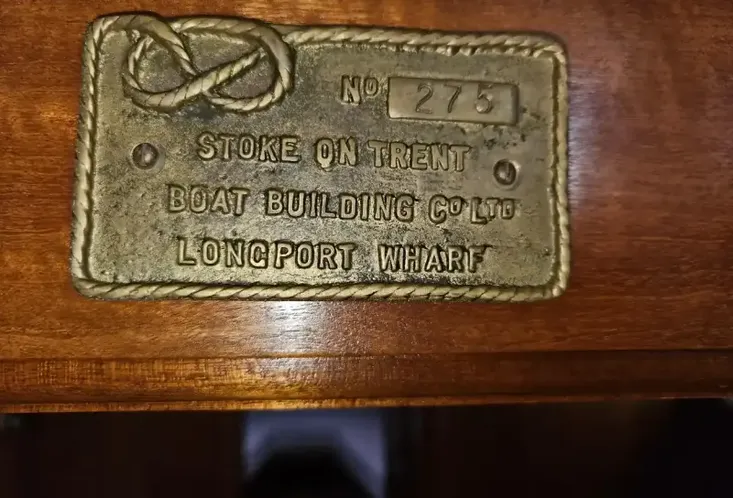 No 275
STOKE ON TRENT
BOAT BUILDING Co LTD
LONGPORT WHARF